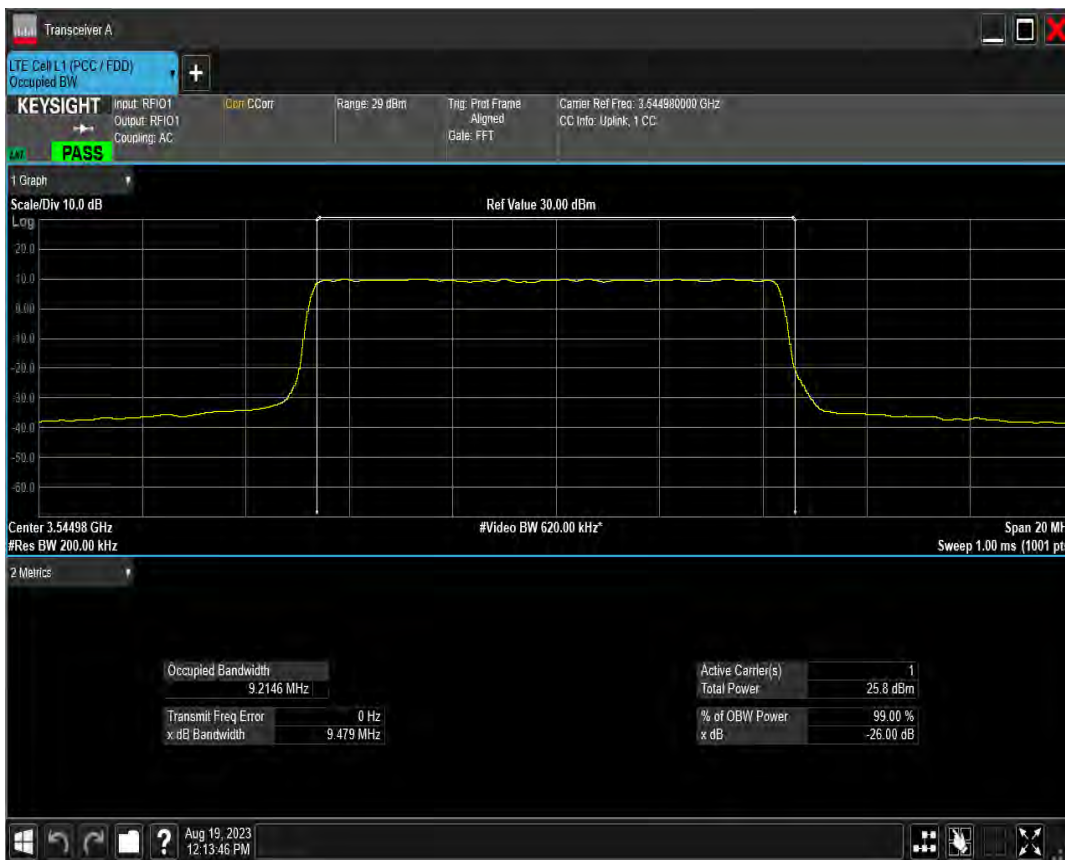 Transceiver A
LTE Cell L1 (PCC / FDD)
Occupied BW
+
KEYSIGHT
Input: RFIO1
Output: RFIO1
Coupling: AC
Corr CCorr
Range: 29 dBm
Trig: Prot Frame
Aligned
Gate: FFT
Carrier Ref Freq: 3.544980000 GHz
CC Info: Uplink, 1 CC
PASS
1 Graph
Scale/Div 10.0 dB
Ref Value 30.00 dBm
Log
20.0
10.0
0.00
-10.0
-20.0
-30.0
-40.0
-50.0
-60.0
Center 3.54498 GHz
#Video BW 620.00 kHz*
Span 20 MH
#Res BW 200.00 kHz
Sweep 1.00 ms (1001 pt
2 Metrics
Occupied Bandwidth
9.2146 MHz
Transmit Freq Error 0 Hz
x dB Bandwidth 9.479 MHz
Active Carrier(s) 1
Total Power 25.8 dBm
% of OBW Power 99.00 %
x dB -26.00 dB
?
Aug 19, 2023
12:13:46 PM